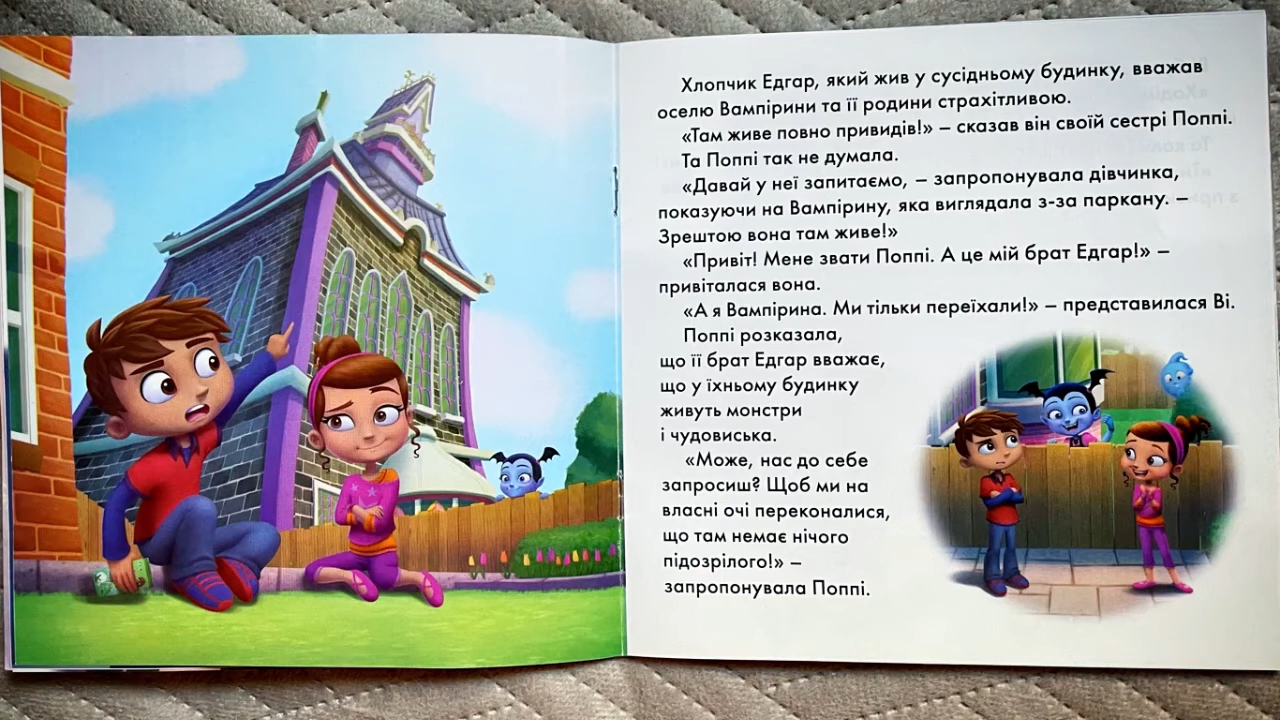 Хлопчик Едгар, який жив у сусідньому будинку, вважав
оселю Вампірини та її родини страхітливою.
«Там живе повно привидів!» – сказав він своїй сестрі Поппі.
Та Поппі так не думала.
«Давай у неї запитаємо, – запропонувала дівчинка,
показуючи на Вампірину, яка виглядала з-за паркану. –
Зрештою вона там живе!»
«Привіт! Мене звати Поппі. А це мій брат Едгар!» –
привіталася вона.
«А я Вампірина. Ми тільки переїхали!» – представилася Ві.
Поппі розказала,
що її брат Едгар вважає,
що у їхньому будинку
живуть монстри
і чудовиська.
«Може, нас до себе
запросиш? Щоб ми на
власні очі переконалися,
що там немає нічого
підозрілого!» –
запропонувала Поппі.